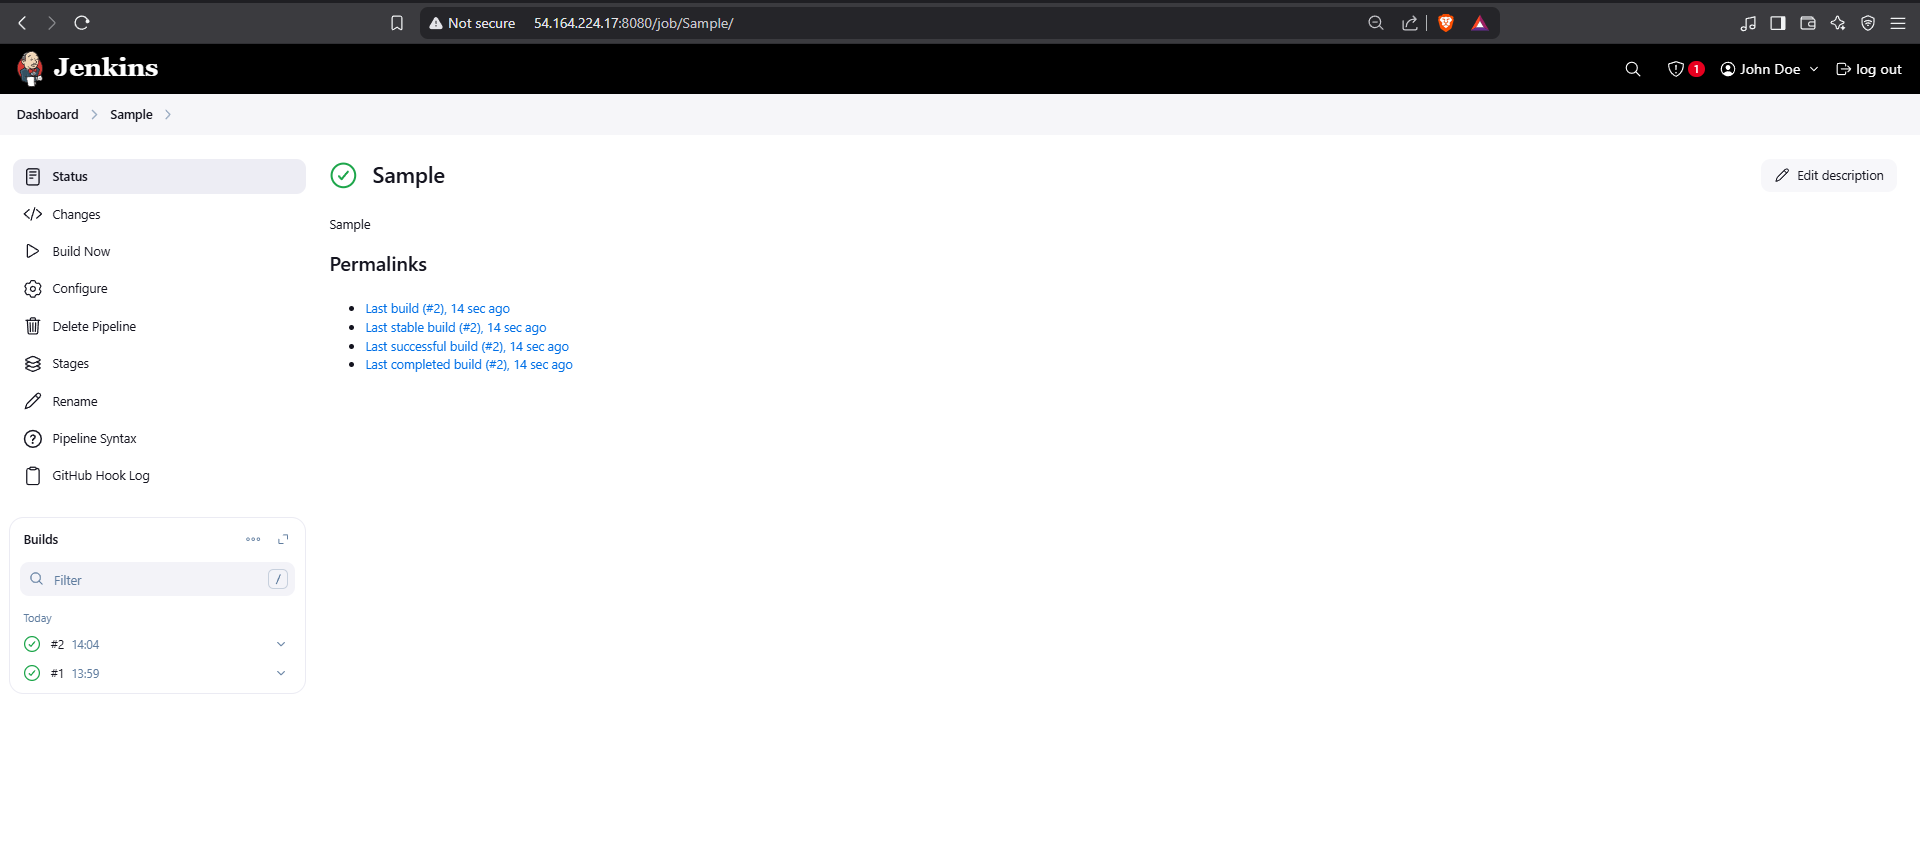 Not secure 54.164.224.17:8080/job/Sample/
Jenkins 1 John Doe log out
Dashboard Sample
Status
Changes
Build Now
Configure
Delete Pipeline
Stages
Rename
Pipeline Syntax
GitHub Hook Log
Builds
Filter /
Today
#2 14:04
#1 13:59
Sample
Edit description
Sample
Permalinks
Last build (#2), 14 sec ago
Last stable build (#2), 14 sec ago
Last successful build (#2), 14 sec ago
Last completed build (#2), 14 sec ago